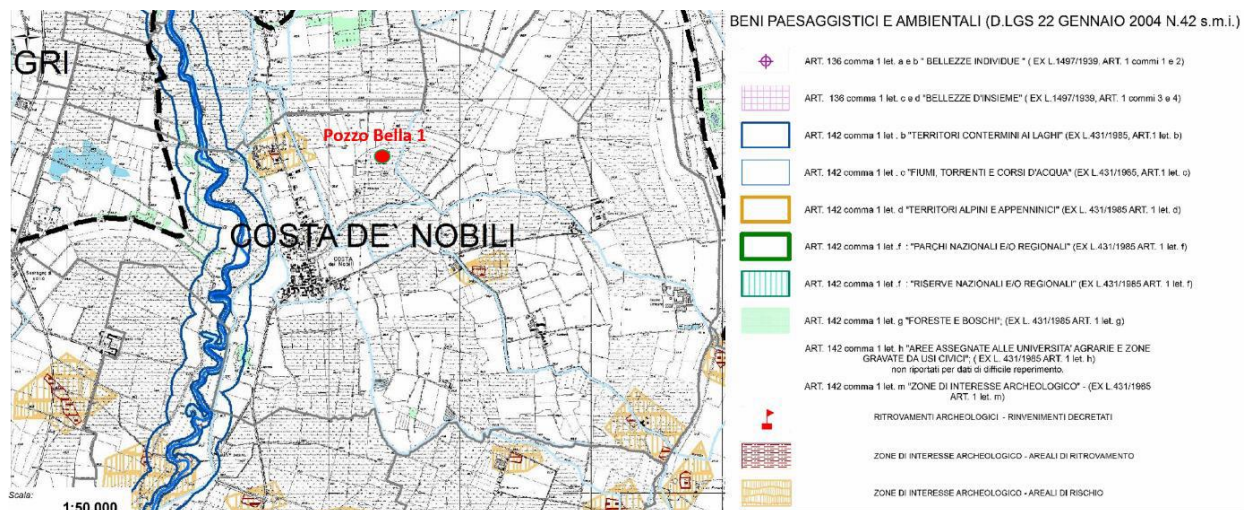 GRI
Pozzo Bella 1
COSTA DE` NOBILI
COSTA
de' Nobili
Scala:
1:50.000
BENI PAESAGGISTICI E AMBIENTALI (D.LGS 22 GENNAIO 2004 N.42 s.m.i.)
ART. 136 comma 1 let. a e b " BELLEZZE INDIVIDUE " ( EX L.1497/1939, ART. 1 commi 1 e 2)
ART. 136 comma 1 let. c e d "BELLEZZE D'INSIEME" ( EX L.1497/1939, ART. 1 commi 3 e 4)
ART. 142 comma 1 let . b "TERRITORI CONTERMINI AI LAGHI" (EX L.431/1985, ART.1 let. b)
ART. 142 comma 1 let . c "FIUMI, TORRENTI E CORSI D'ACQUA" (EX L.431/1985, ART.1 let. c)
ART. 142 comma 1 let. d "TERRITORI ALPINI E APPENNINICI" (EX L. 431/1985 ART. 1 let. d)
ART. 142 comma 1 let .f : "PARCHI NAZIONALI E/O REGIONALI" (EX L.431/1985 ART. 1 let. f)
ART. 142 comma 1 let .f : "RISERVE NAZIONALI E/O REGIONALI" (EX L.431/1985 ART. 1 let. f)
ART. 142 comma 1 let. g "FORESTE E BOSCHI"; (EX L. 431/1985 ART. 1 let. g)
ART. 142 comma 1 let. h "AREE ASSEGNATE ALLE UNIVERSITA' AGRARIE E ZONE
GRAVATE DA USI CIVICI"; ( EX L. 431/1985 ART. 1 let. h)
non riportati per dati di difficile reperimento.
ART. 142 comma 1 let. m "ZONE DI INTERESSE ARCHEOLOGICO" - (EX L.431/1985
ART. 1 let. m)
RITROVAMENTI ARCHEOLOGICI - RINVENIMENTI DECRETATI
ZONE DI INTERESSE ARCHEOLOGICO - AREALI DI RITROVAMENTO
ZONE DI INTERESSE ARCHEOLOGICO - AREALI DI RISCHIO